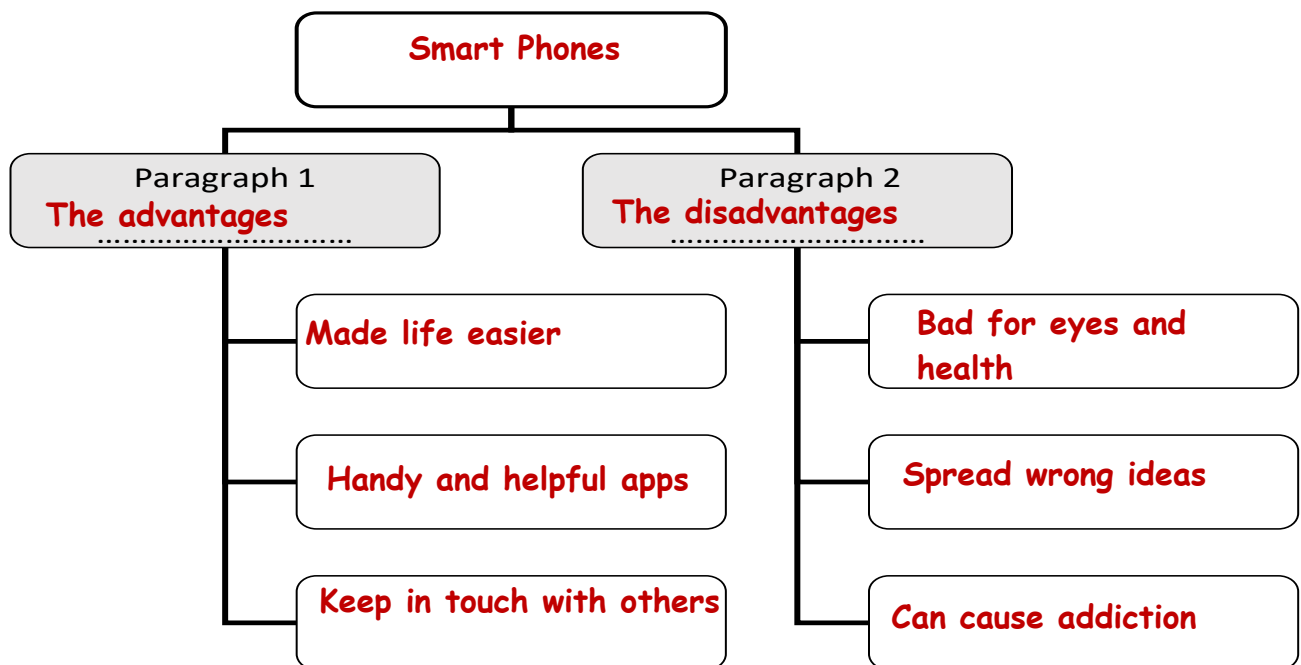 Smart Phones
Paragraph 1
The advantages
................................
Made life easier
Handy and helpful apps
Keep in touch with others
Paragraph 2
The disadvantages
................................
Bad for eyes and
health
Spread wrong ideas
Can cause addiction